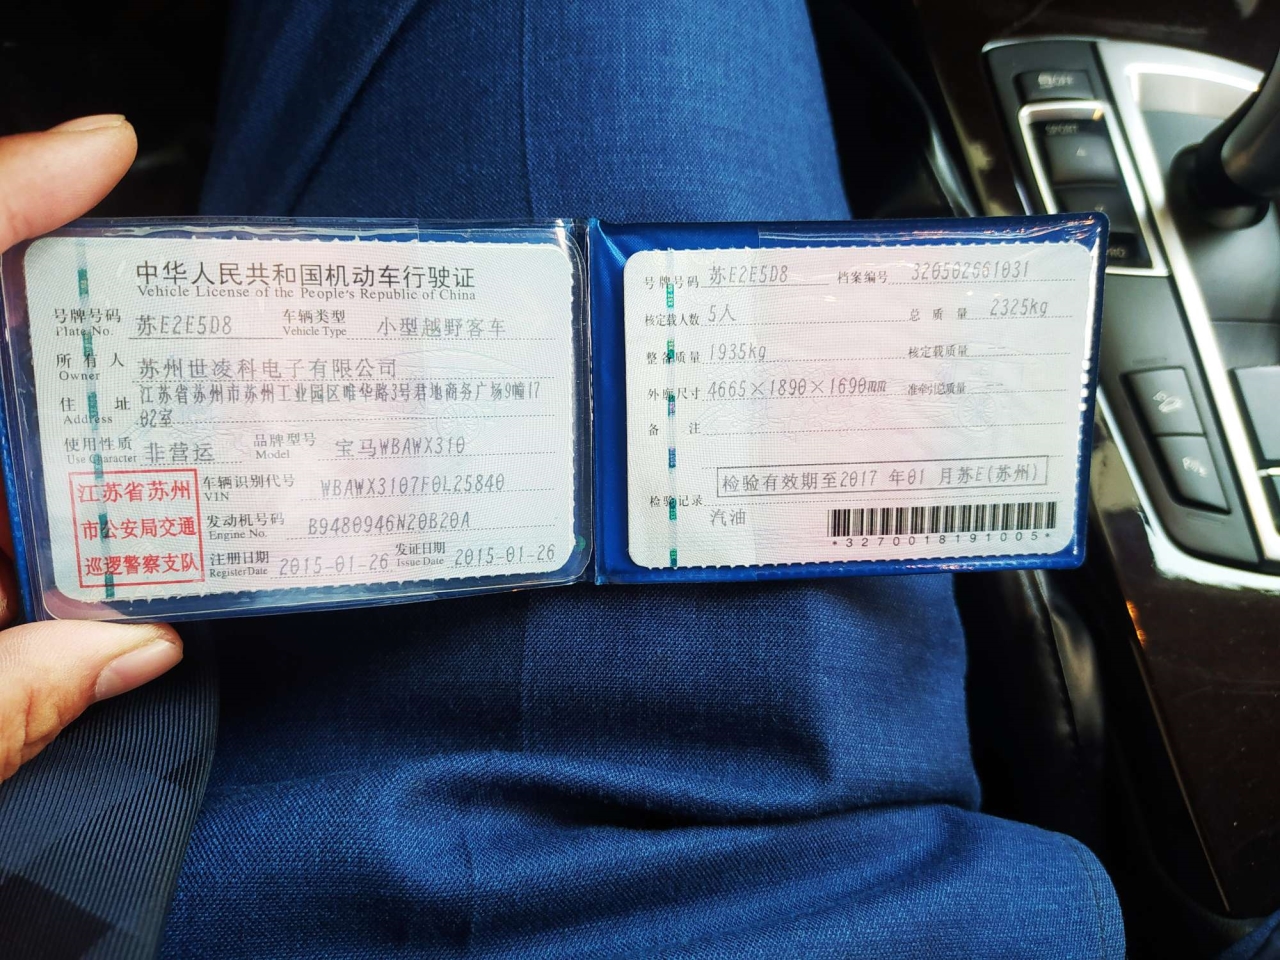 中华人民共和国机动车行驶证
Vehicle License of the People's Republic of China
号牌号码 苏E2E5D8 车辆类型 小型越野客车
Plate No. Vehicle Type
所有人 苏州世凌科电子有限公司
Owner
住址 江苏省苏州市苏州工业园区唯华路3号君地商务广场9幢17
Address 02室
使用性质 非营运 品牌型号 宝马WBAWX310
Use Character Model
江苏省苏州
市公安局交通
巡逻警察支队
车辆识别代号 WBAWX3107F0L25840
VIN
发动机号码 B9480946N20B20A
Engine No.
注册日期 2015-01-26 发证日期 2015-01-26
Register Date Issue Date
号牌号码 苏E2E5D8 档案编号 320502661031
核定载人数 5人 总质量 2325kg
整备质量 1935kg 核定载质量
外廓尺寸 4665×1890×1690mm 准牵引总质量 --
备注
检验有效期至2017年01月苏E(苏州)
检验记录
汽油
*3270018191005*
OFF
SPORT